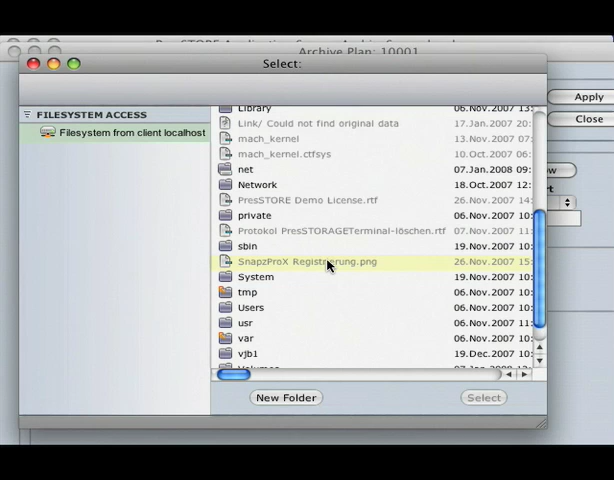 Archive Plan: 10001
Select:
Apply
Close
FILESYSTEM ACCESS
Filesystem from client localhost
Library 06.Nov.2007 13:
Link/ Could not find original data 17.Jan.2008 20:
mach_kernel 13.Nov.2007 07:
mach_kernel.ctfsys 10.Oct.2007 06:
net 07.Jan.2008 09:
Network 18.Oct.2007 12:
PresSTORE Demo License.rtf 26.Nov.2007 14:
private 06.Nov.2007 10:
Protokol PresSTORAGETerminal-löschen.rtf 07.Nov.2007 11:
sbin 19.Nov.2007 10:
SnapzProX Registrierung.png 26.Nov.2007 15:
System 19.Nov.2007 10:
tmp 06.Nov.2007 10:
Users 06.Nov.2007 10:
usr 06.Nov.2007 11:
var 06.Nov.2007 10:
vjb1 19.Dec.2007 10:
New Folder
Select